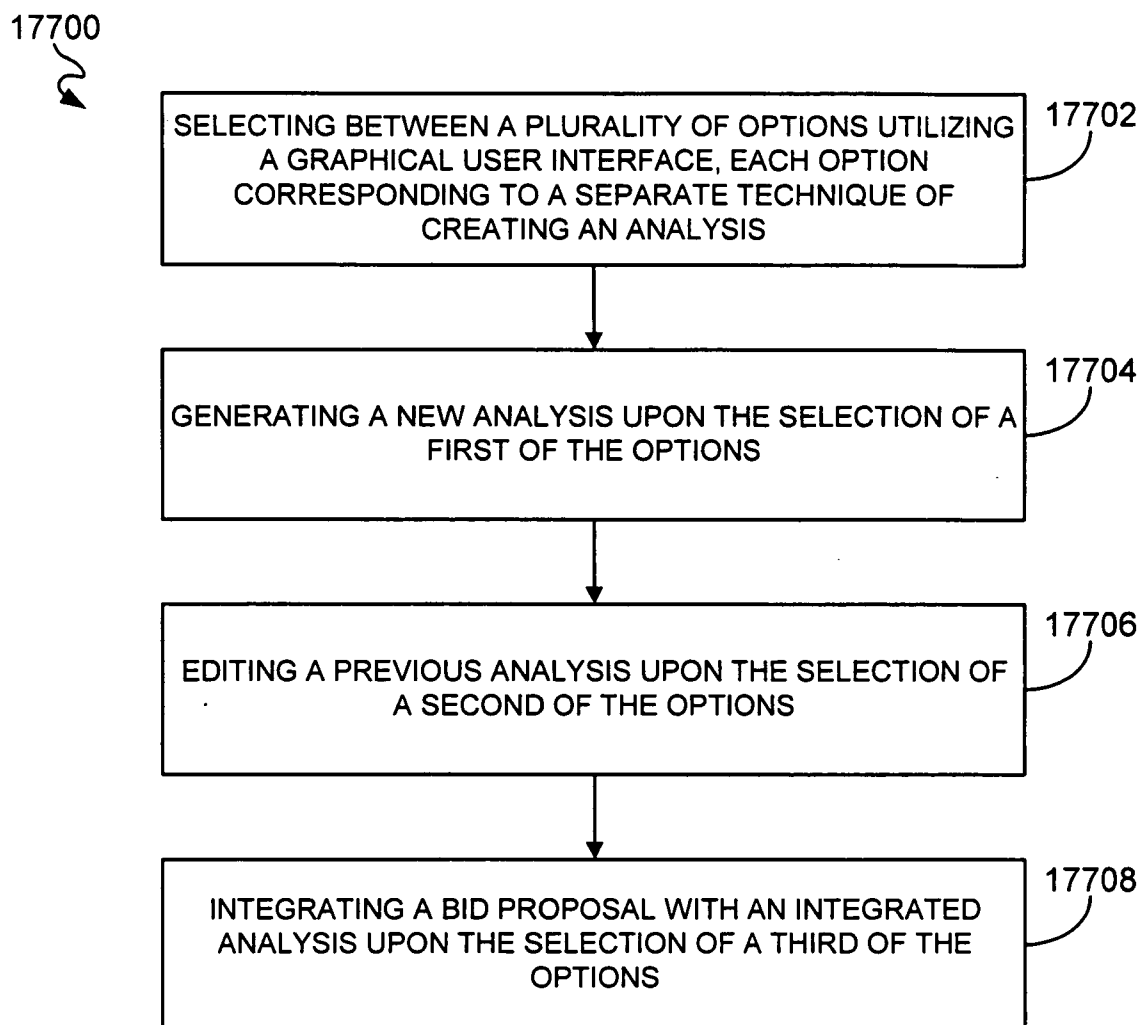 17700
SELECTING BETWEEN A PLURALITY OF OPTIONS UTILIZING
A GRAPHICAL USER INTERFACE, EACH OPTION
CORRESPONDING TO A SEPARATE TECHNIQUE OF
CREATING AN ANALYSIS
17702
GENERATING A NEW ANALYSIS UPON THE SELECTION OF A
FIRST OF THE OPTIONS
17704
EDITING A PREVIOUS ANALYSIS UPON THE SELECTION OF
A SECOND OF THE OPTIONS
17706
INTEGRATING A BID PROPOSAL WITH AN INTEGRATED
ANALYSIS UPON THE SELECTION OF A THIRD OF THE
OPTIONS
17708